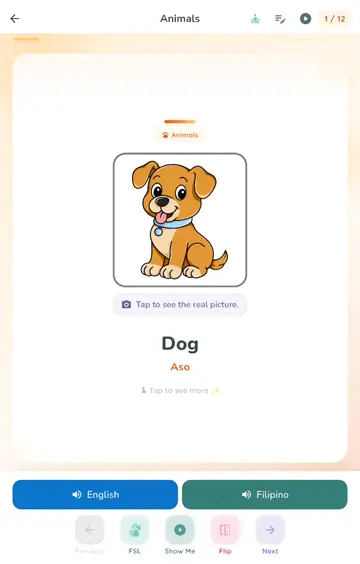 Animals
1 / 12
Animals
Tap to see the real picture.
Dog
Aso
Tap to see more ✨
English
Filipino
Previous
FSL
Show Me
Flip
Next